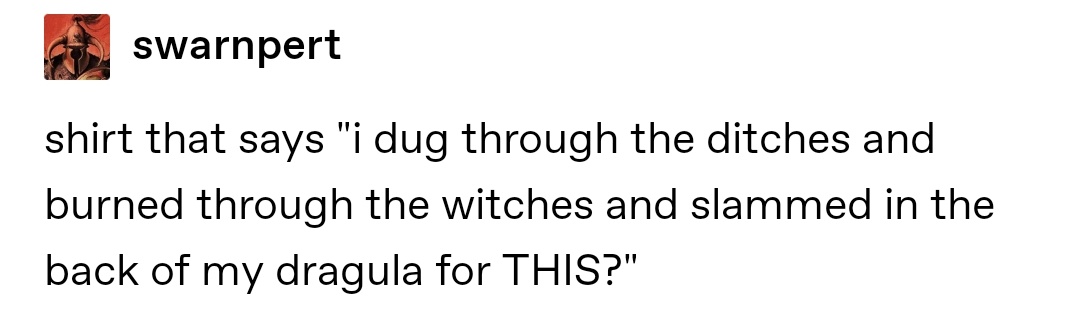 swarnpert
shirt that says "i dug through the ditches and
burned through the witches and slammed in the
back of my dragula for THIS?"